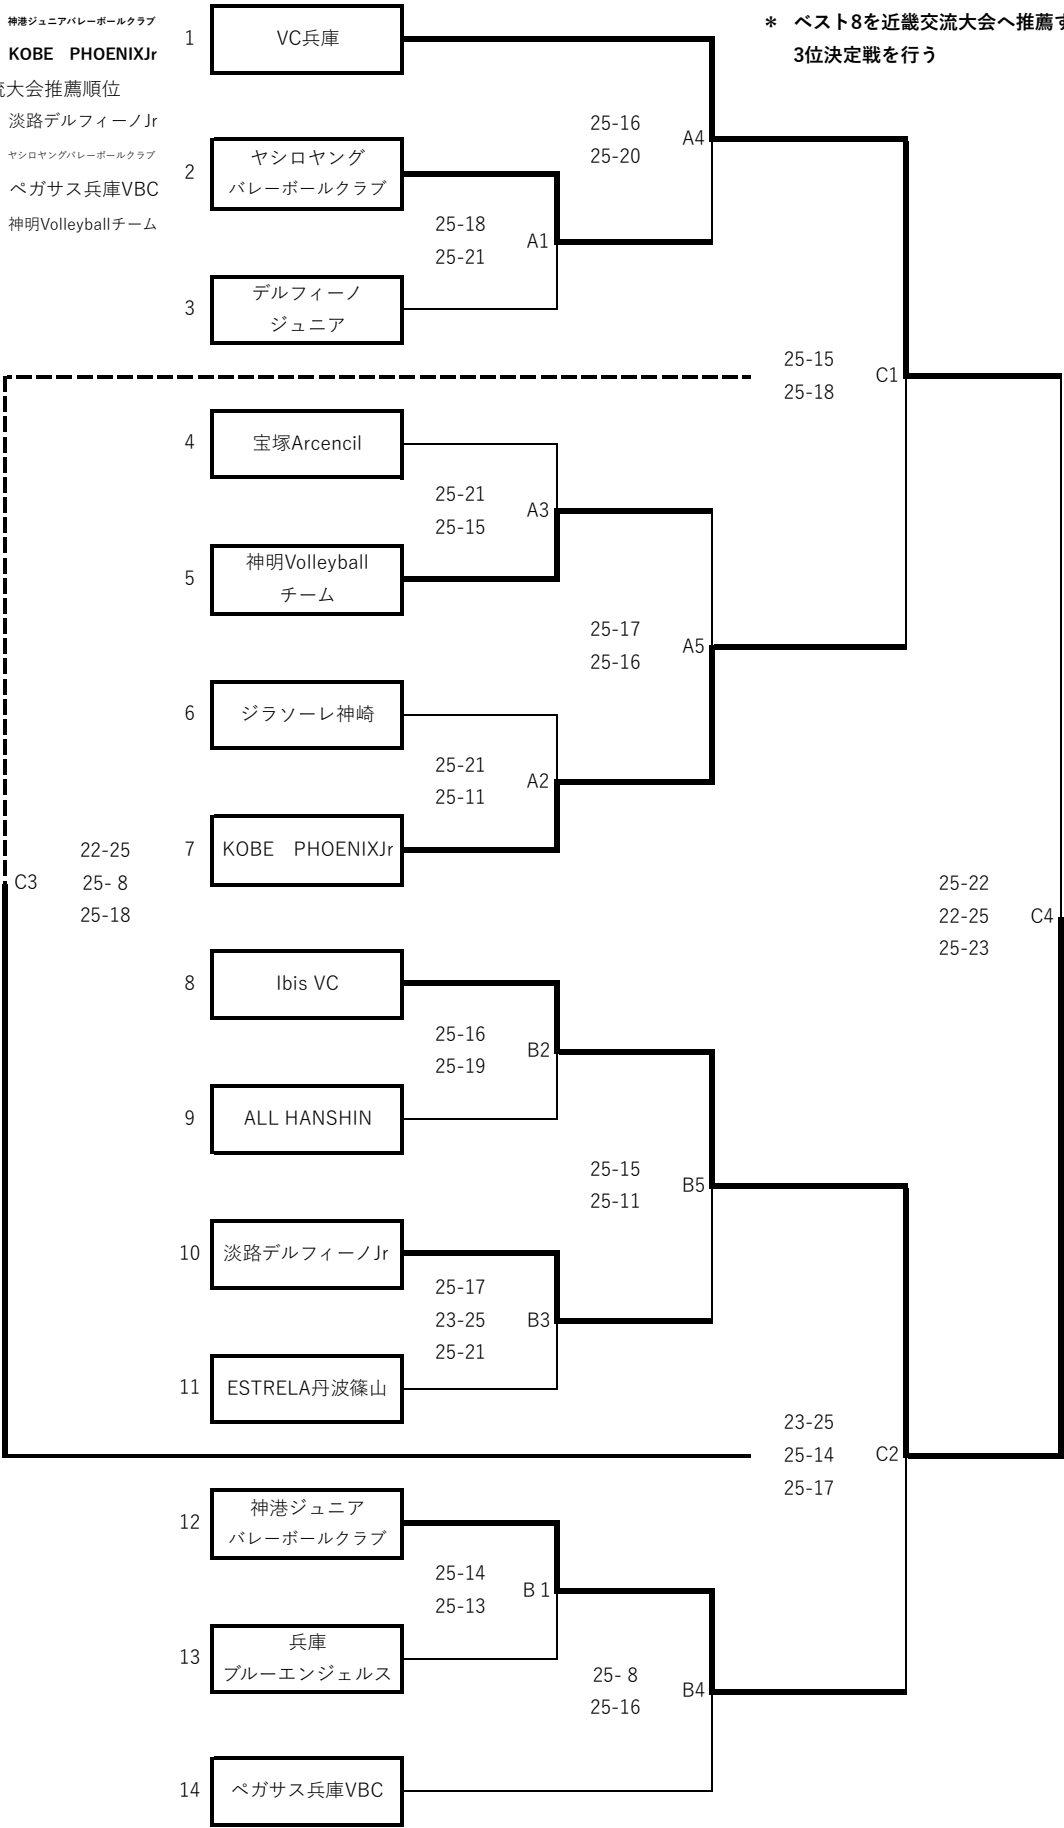 神港ジュニアバレーボールクラブ
KOBE　PHOENIXJr
流大会推薦順位
淡路デルフィーノJr
ヤシロヤングバレーボールクラブ
ペガサス兵庫VBC
神明Volleyballチーム
＊ ベスト8を近畿交流大会へ推薦す
3位決定戦を行う
1 VC兵庫
25-16
25-20
A4
2 ヤシロヤング
バレーボールクラブ
25-18
25-21
A1
3 デルフィーノ
ジュニア
25-15
25-18
C1
4 宝塚Arcencil
25-21
25-15
A3
5 神明Volleyball
チーム
25-17
25-16
A5
6 ジラソーレ神崎
25-21
25-11
A2
7 KOBE　PHOENIXJr
C3
22-25
25- 8
25-18
25-22
22-25
25-23
C4
8 Ibis VC
25-16
25-19
B2
9 ALL HANSHIN
25-15
25-11
B5
10 淡路デルフィーノJr
25-17
23-25
25-21
B3
11 ESTRELA丹波篠山
23-25
25-14
25-17
C2
12 神港ジュニア
バレーボールクラブ
25-14
25-13
B 1
13 兵庫
ブルーエンジェルス
25- 8
25-16
B4
14 ペガサス兵庫VBC